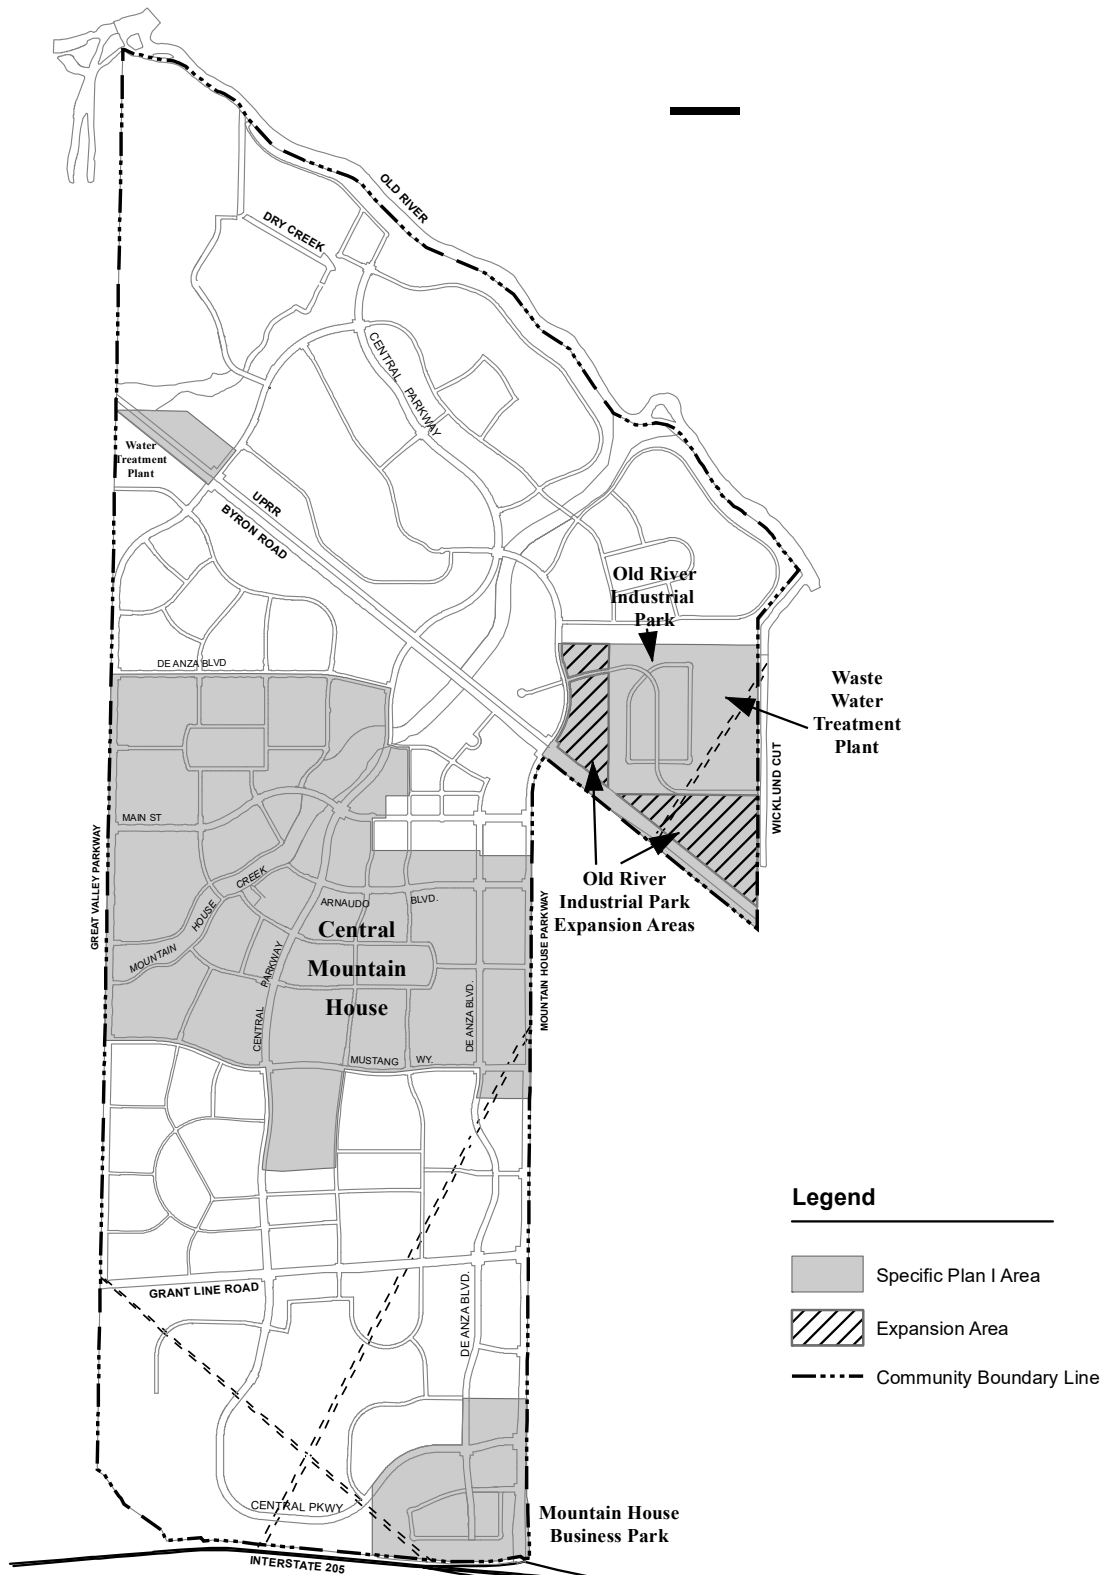 OLD RIVER
DRY CREEK
CENTRAL PARKWAY
Water
Treatment
Plant
UPRR
BYRON ROAD
Old River
Industrial
Park
DE ANZA BLVD
Waste
Water
Treatment
Plant
WICKLUND CUT
MAIN ST
GREAT VALLEY PARKWAY
MOUNTAIN HOUSE CREEK
ARNAUDO BLVD.
Old River
Industrial Park
Expansion Areas
Central
Mountain
House
MOUNTAIN HOUSE PARKWAY
CENTRAL PARKWAY
DE ANZA BLVD.
MUSTANG WY.
Legend
Specific Plan I Area
Expansion Area
Community Boundary Line
GRANT LINE ROAD
DE ANZA BLVD.
CENTRAL PKWY
Mountain House
Business Park
INTERSTATE 205